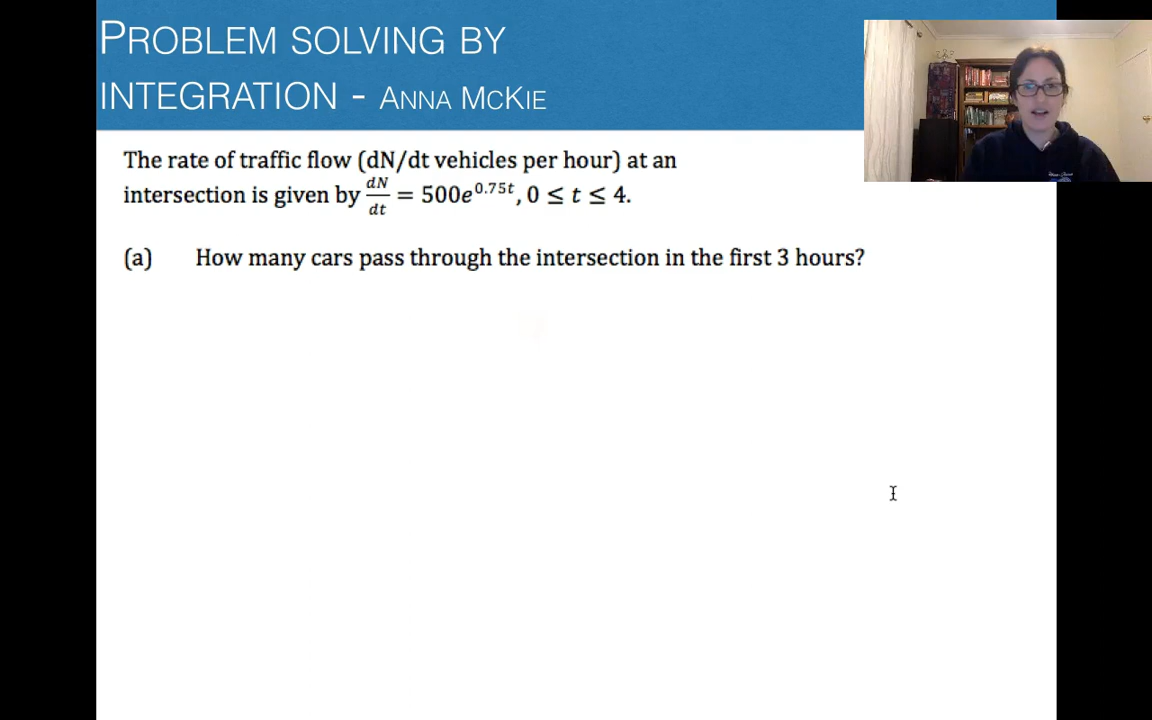 PROBLEM SOLVING BY
INTEGRATION - ANNA MCKIE
The rate of traffic flow (dN/dt vehicles per hour) at an
intersection is given by dN/dt = 500e^0.75t, 0 ≤ t ≤ 4.
(a) How many cars pass through the intersection in the first 3 hours?